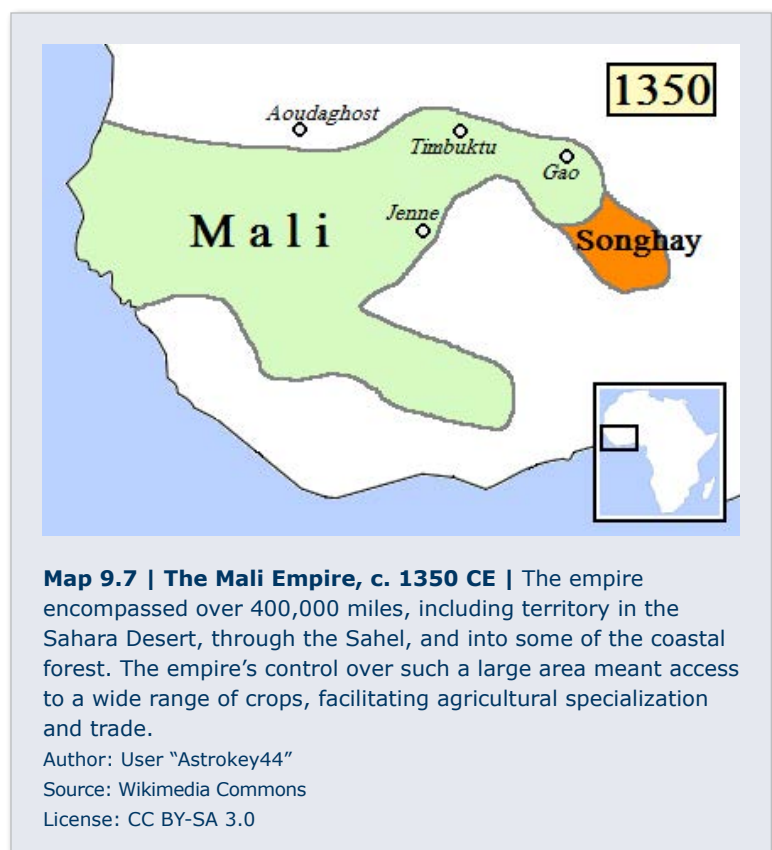 1350
Aoudaghost
Timbuktu
Gao
Jenne
Mali
Songhay
Map 9.7 | The Mali Empire, c. 1350 CE | The empire
encompassed over 400,000 miles, including territory in the
Sahara Desert, through the Sahel, and into some of the coastal
forest. The empire’s control over such a large area meant access
to a wide range of crops, facilitating agricultural specialization
and trade.
Author: User “Astrokey44”
Source: Wikimedia Commons
License: CC BY-SA 3.0